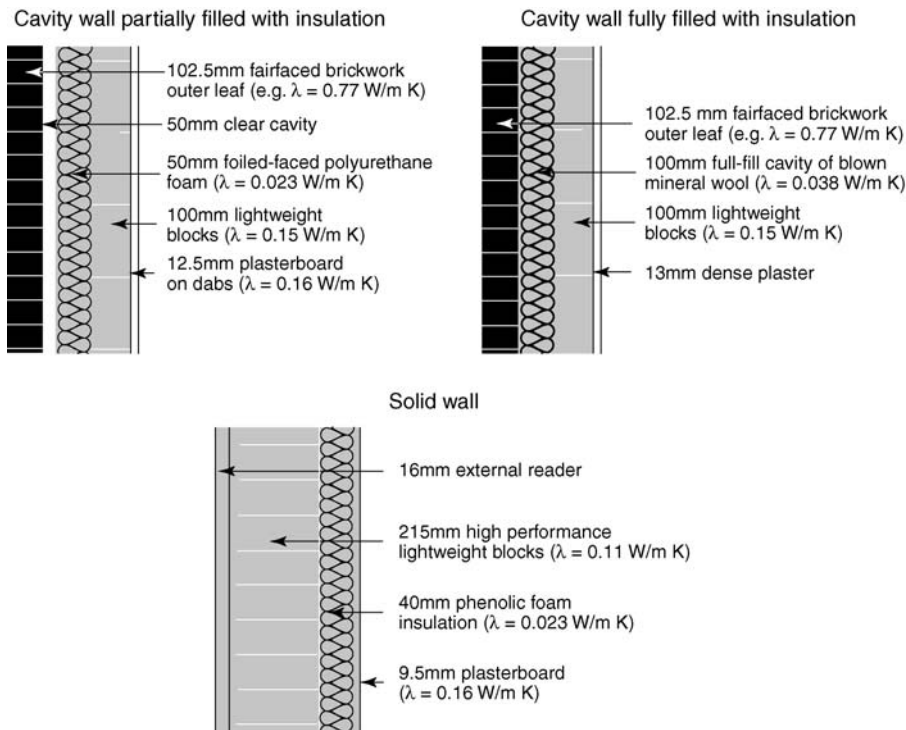 Cavity wall partially filled with insulation
102.5mm fairfaced brickwork
outer leaf (e.g. λ = 0.77 W/m K)
50mm clear cavity
50mm foiled-faced polyurethane
foam (λ = 0.023 W/m K)
100mm lightweight
blocks (λ = 0.15 W/m K)
12.5mm plasterboard
on dabs (λ = 0.16 W/m K)
Cavity wall fully filled with insulation
102.5 mm fairfaced brickwork
outer leaf (e.g. λ = 0.77 W/m K)
100mm full-fill cavity of blown
mineral wool (λ = 0.038 W/m K)
100mm lightweight
blocks (λ = 0.15 W/m K)
13mm dense plaster
Solid wall
16mm external reader
215mm high performance
lightweight blocks (λ = 0.11 W/m K)
40mm phenolic foam
insulation (λ = 0.023 W/m K)
9.5mm plasterboard
(λ = 0.16 W/m K)